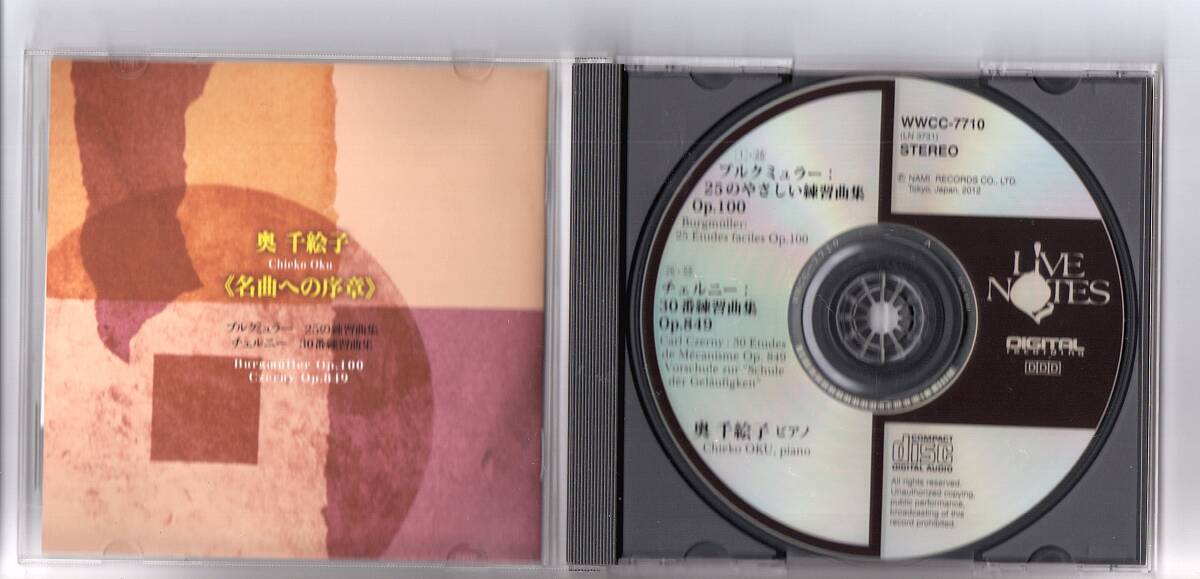 奥 千絵子
Chieko Oku
《名曲への序章》
ブルクミュラー 25の練習曲集
チェルニー 30番練習曲集
Burgmüller Op.100
Czerny Op.849
ブルクミュラー:
25のやさしい練習曲集
Op.100
Burgmüller:
25 Etudes faciles Op.100
チェルニー:
30番練習曲集
Op.849
Carl Czerny : 30 Etudes
de Mécanisme Op. 849
Vorschule zur "Schule
der Geläufigkeit"
奥 千絵子 ピアノ
Chieko OKU, piano
WWCC-7710
(LN 3731)
STEREO
Ⓟ NAMI RECORDS CO., LTD.
Tokyo, Japan, 2012
LIVE
NOTES
DIGITAL
recording
DDD
COMPACT
disc
DIGITAL AUDIO
All rights reserved.
Unauthorized copying,
public performance,
broadcasting of this
record prohibited.